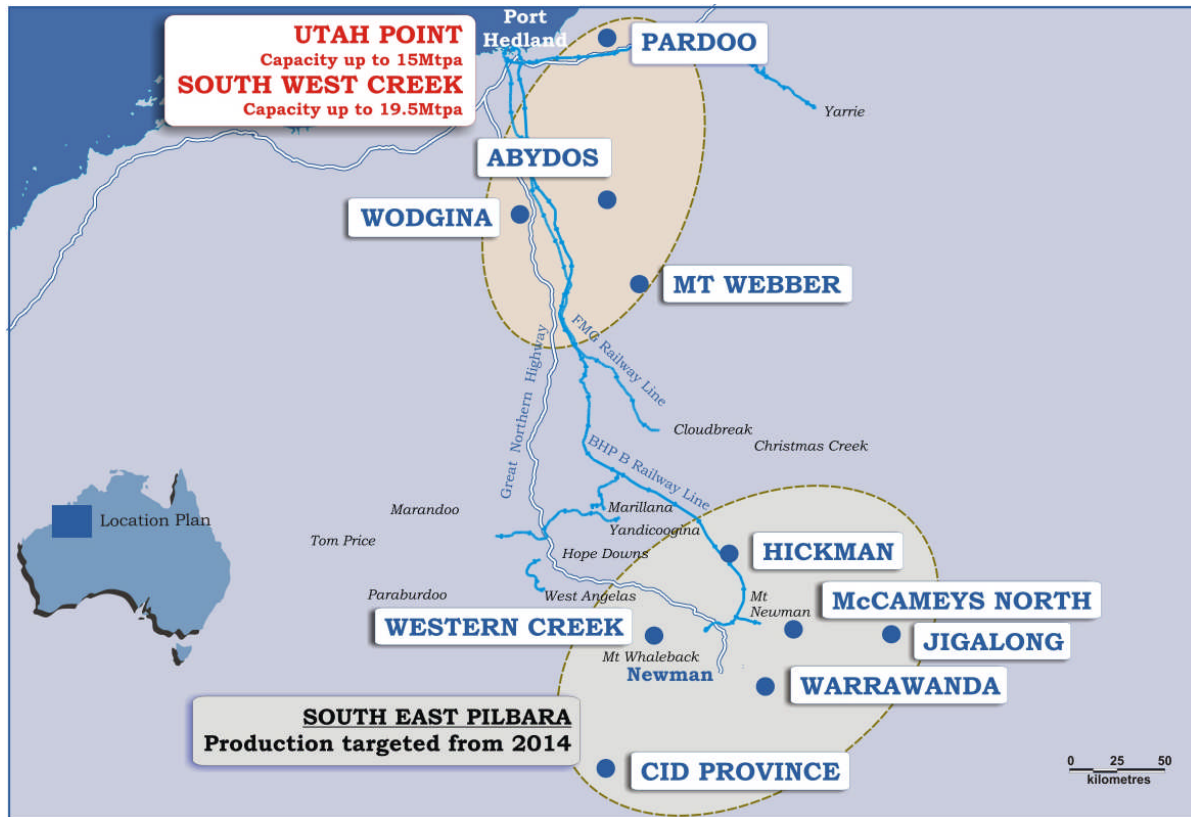 Port
Hedland
UTAH POINT
Capacity up to 15Mtpa
SOUTH WEST CREEK
Capacity up to 19.5Mtpa
PARDOO
Yarrie
ABYDOS
WODGINA
MT WEBBER
FMG Railway Line
Great Northern Highway
Cloudbreak
Christmas Creek
BHP B Railway Line
Location Plan
Marandoo
Marillana
Yandicoogina
Tom Price
Hope Downs
HICKMAN
Paraburdoo
West Angelas
Mt
Newman
McCAMEYS NORTH
WESTERN CREEK
JIGALONG
Mt Whaleback
Newman
WARRAWANDA
SOUTH EAST PILBARA
Production targeted from 2014
CID PROVINCE
0 25 50
kilometres